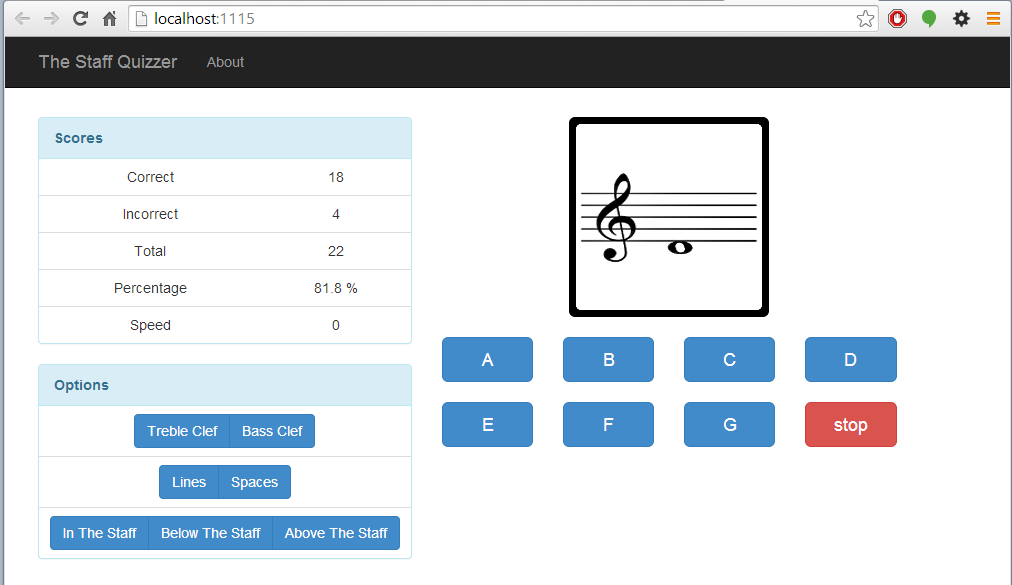 localhost:1115
The Staff Quizzer About
Scores
Correct 18
Incorrect 4
Total 22
Percentage 81.8 %
Speed 0
Options
Treble Clef Bass Clef
Lines Spaces
In The Staff Below The Staff Above The Staff
A B C D
E F G stop